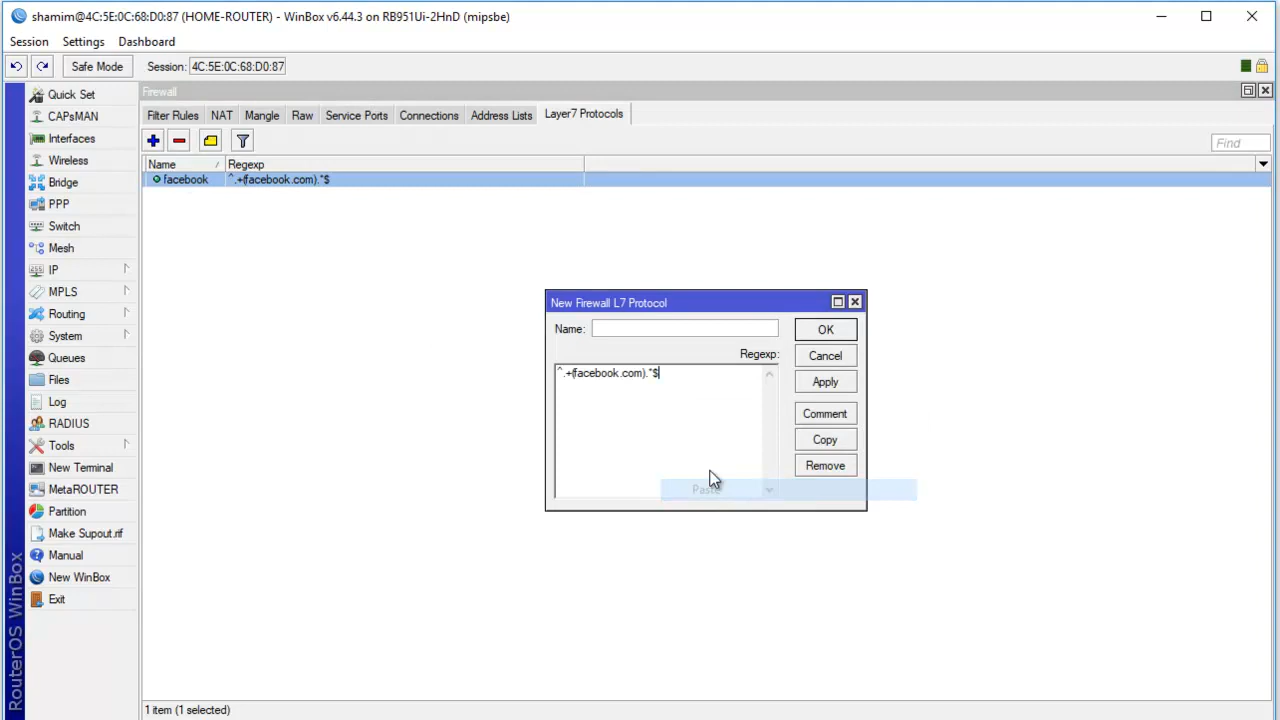 shamim@4C:5E:0C:68:D0:87 (HOME-ROUTER) - WinBox v6.44.3 on RB951Ui-2HnD (mipsbe)
Session Settings Dashboard
Safe Mode Session: 4C:5E:0C:68:D0:87
Quick Set
CAPsMAN
Interfaces
Wireless
Bridge
PPP
Switch
Mesh
IP
MPLS
Routing
System
Queues
Files
Log
RADIUS
Tools
New Terminal
MetaROUTER
Partition
Make Supout.rif
Manual
New WinBox
Exit
RouterOS WinBox
Firewall
Filter Rules NAT Mangle Raw Service Ports Connections Address Lists Layer7 Protocols
Find
Name Regexp
facebook ^.+(facebook.com).*$
New Firewall L7 Protocol
Name: OK
Regexp: Cancel
^.+(facebook.com).*$
Apply
Comment
Copy
Remove
Paste
1 item (1 selected)